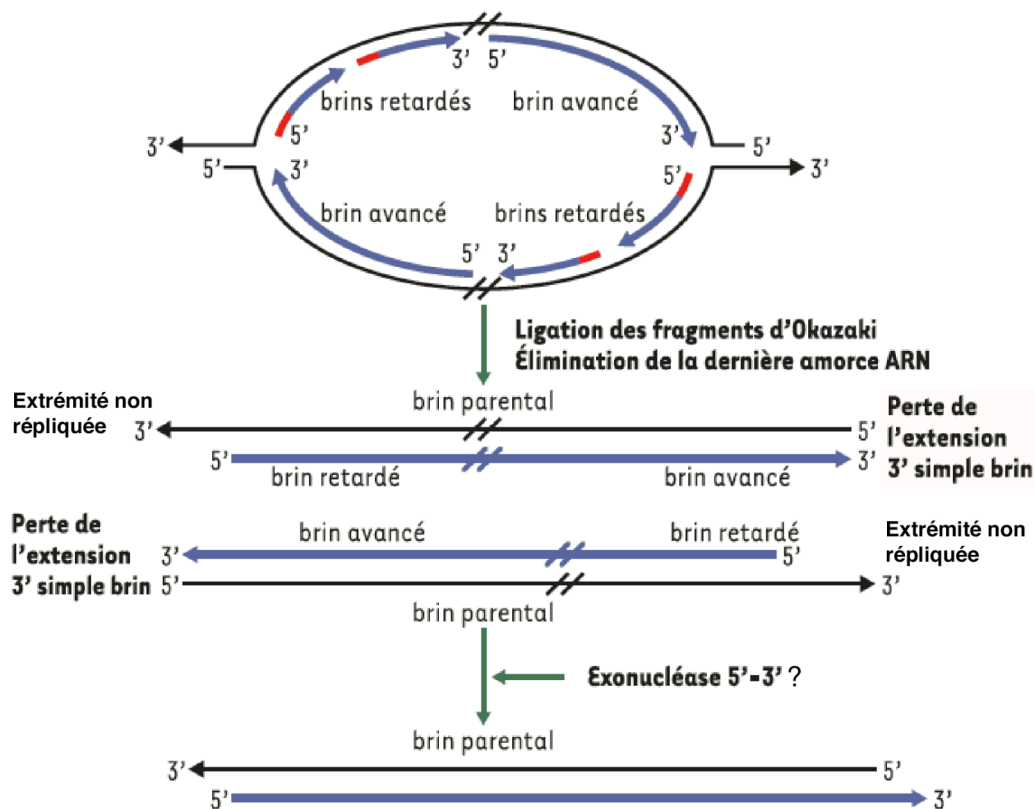 3' 5'
brins retardés brin avancé
5' 3'
3' 5'
5' 3' 5' 3'
brin avancé brins retardés
5' 3'
Ligation des fragments d'Okazaki
Élimination de la dernière amorce ARN
Extrémité non
répliquée
brin parental
Perte de
l'extension
3' simple brin
3' 5'
5' 3'
brin retardé brin avancé
Perte de
l'extension
3' simple brin
brin avancé brin retardé
Extrémité non
répliquée
3' 5'
5' 3'
brin parental
Exonucléase 5'-3' ?
brin parental
3' 5'
5' 3'